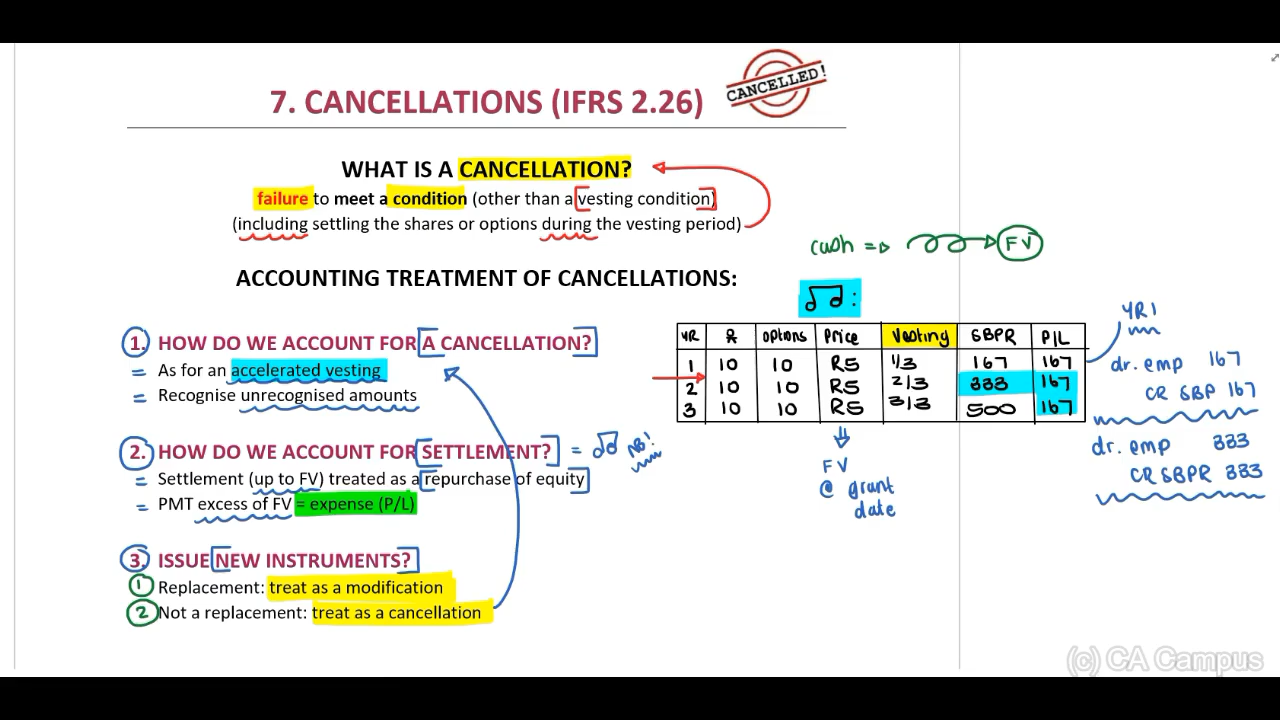 7. CANCELLATIONS (IFRS 2.26)
CANCELLED!
WHAT IS A CANCELLATION?
failure to meet a condition (other than a vesting condition)
(including settling the shares or options during the vesting period)
cash => FV
ACCOUNTING TREATMENT OF CANCELLATIONS:
1. HOW DO WE ACCOUNT FOR A CANCELLATION?
= As for an accelerated vesting
= Recognise unrecognised amounts
2. HOW DO WE ACCOUNT FOR SETTLEMENT? = NB!
= Settlement (up to FV) treated as a repurchase of equity
= PMT excess of FV = expense (P/L)
3. ISSUE NEW INSTRUMENTS?
1 Replacement: treat as a modification
2 Not a replacement: treat as a cancellation
YR options Price Vesting SBPR P/L
1 10 10 R5 1/3 167 167
2 10 10 R5 2/3 333 167
3 10 10 R5 3/3 500 167
FV
@ grant
date
YR1
dr. emp 167
CR SBP 167
dr. emp 333
CR SBPR 333
(c) CA Campus